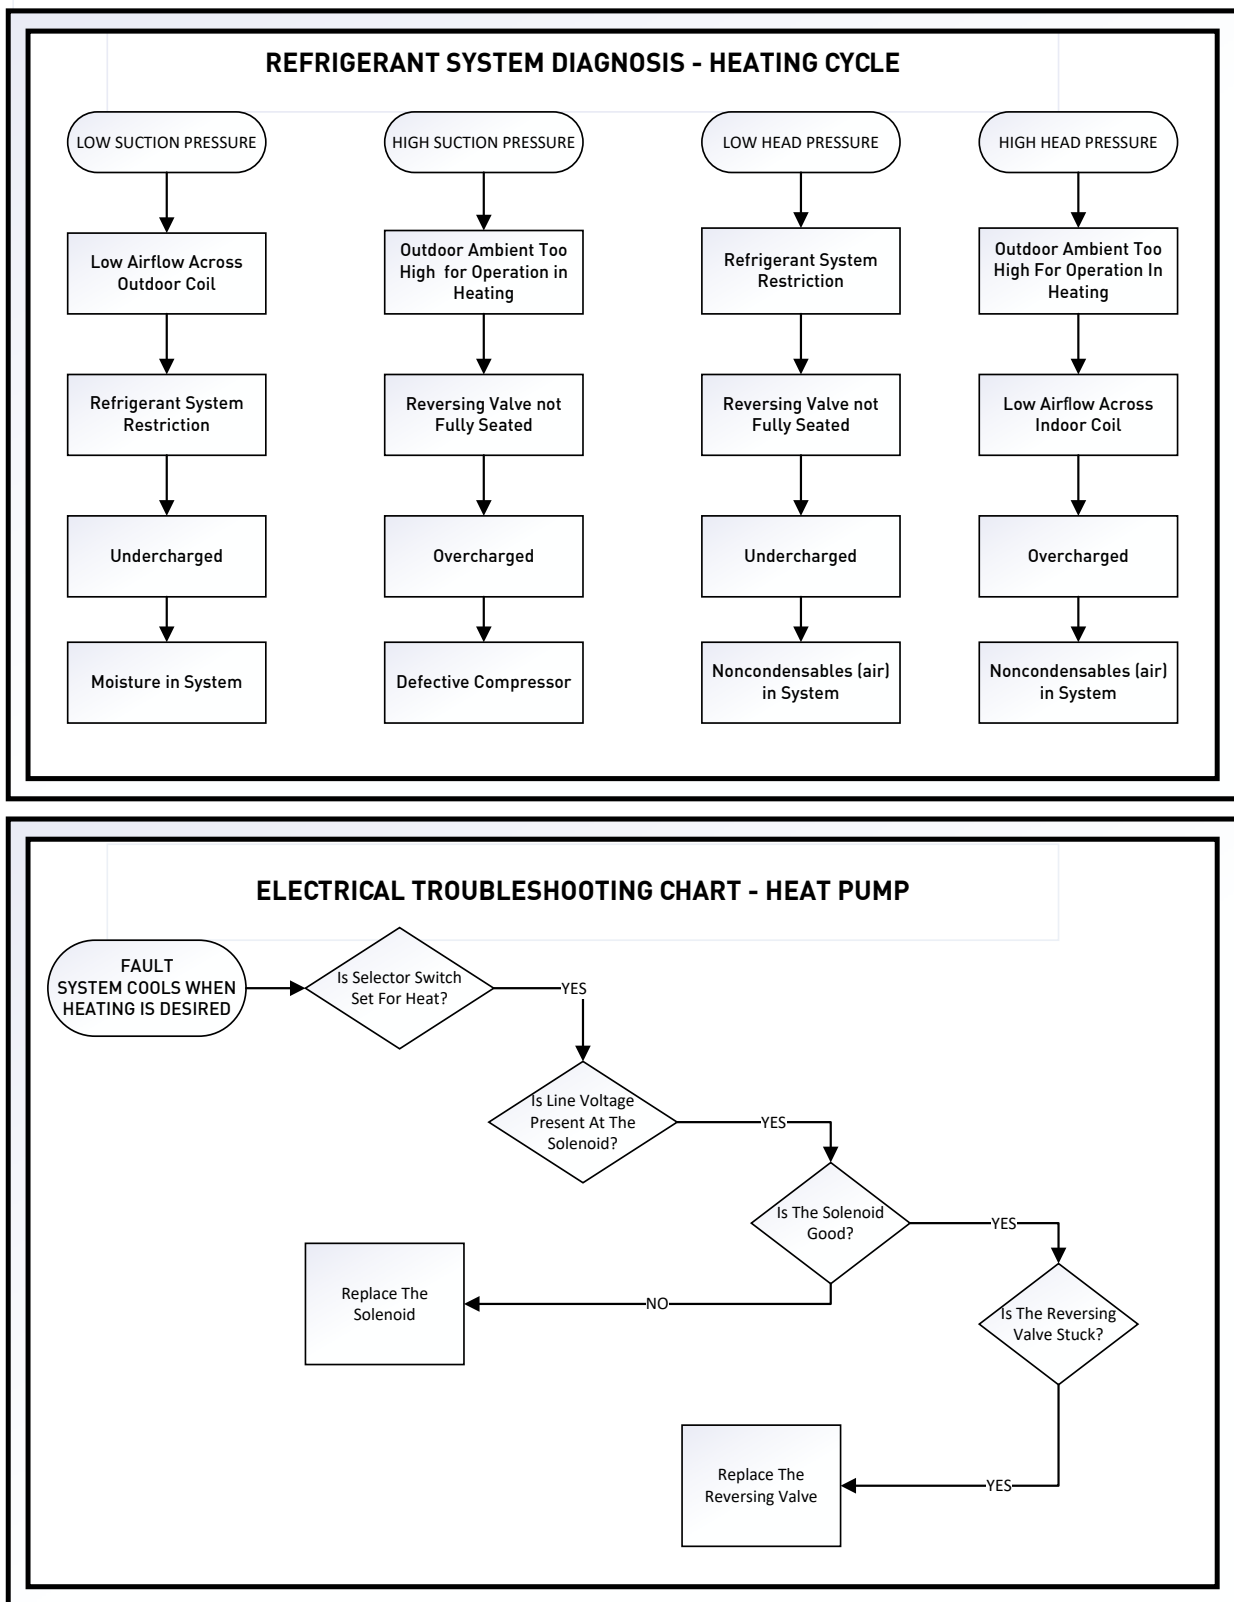 REFRIGERANT SYSTEM DIAGNOSIS - HEATING CYCLE
LOW SUCTION PRESSURE
Low Airflow Across
Outdoor Coil
Refrigerant System
Restriction
Undercharged
Moisture in System
HIGH SUCTION PRESSURE
Outdoor Ambient Too
High for Operation in
Heating
Reversing Valve not
Fully Seated
Overcharged
Defective Compressor
LOW HEAD PRESSURE
Refrigerant System
Restriction
Reversing Valve not
Fully Seated
Undercharged
Noncondensables (air)
in System
HIGH HEAD PRESSURE
Outdoor Ambient Too
High For Operation In
Heating
Low Airflow Across
Indoor Coil
Overcharged
Noncondensables (air)
in System
ELECTRICAL TROUBLESHOOTING CHART - HEAT PUMP
FAULT
SYSTEM COOLS WHEN
HEATING IS DESIRED
Is Selector Switch
Set For Heat?
YES
Is Line Voltage
Present At The
Solenoid?
YES
Is The Solenoid
Good?
YES
NO
Replace The
Solenoid
Is The Reversing
Valve Stuck?
YES
Replace The
Reversing Valve